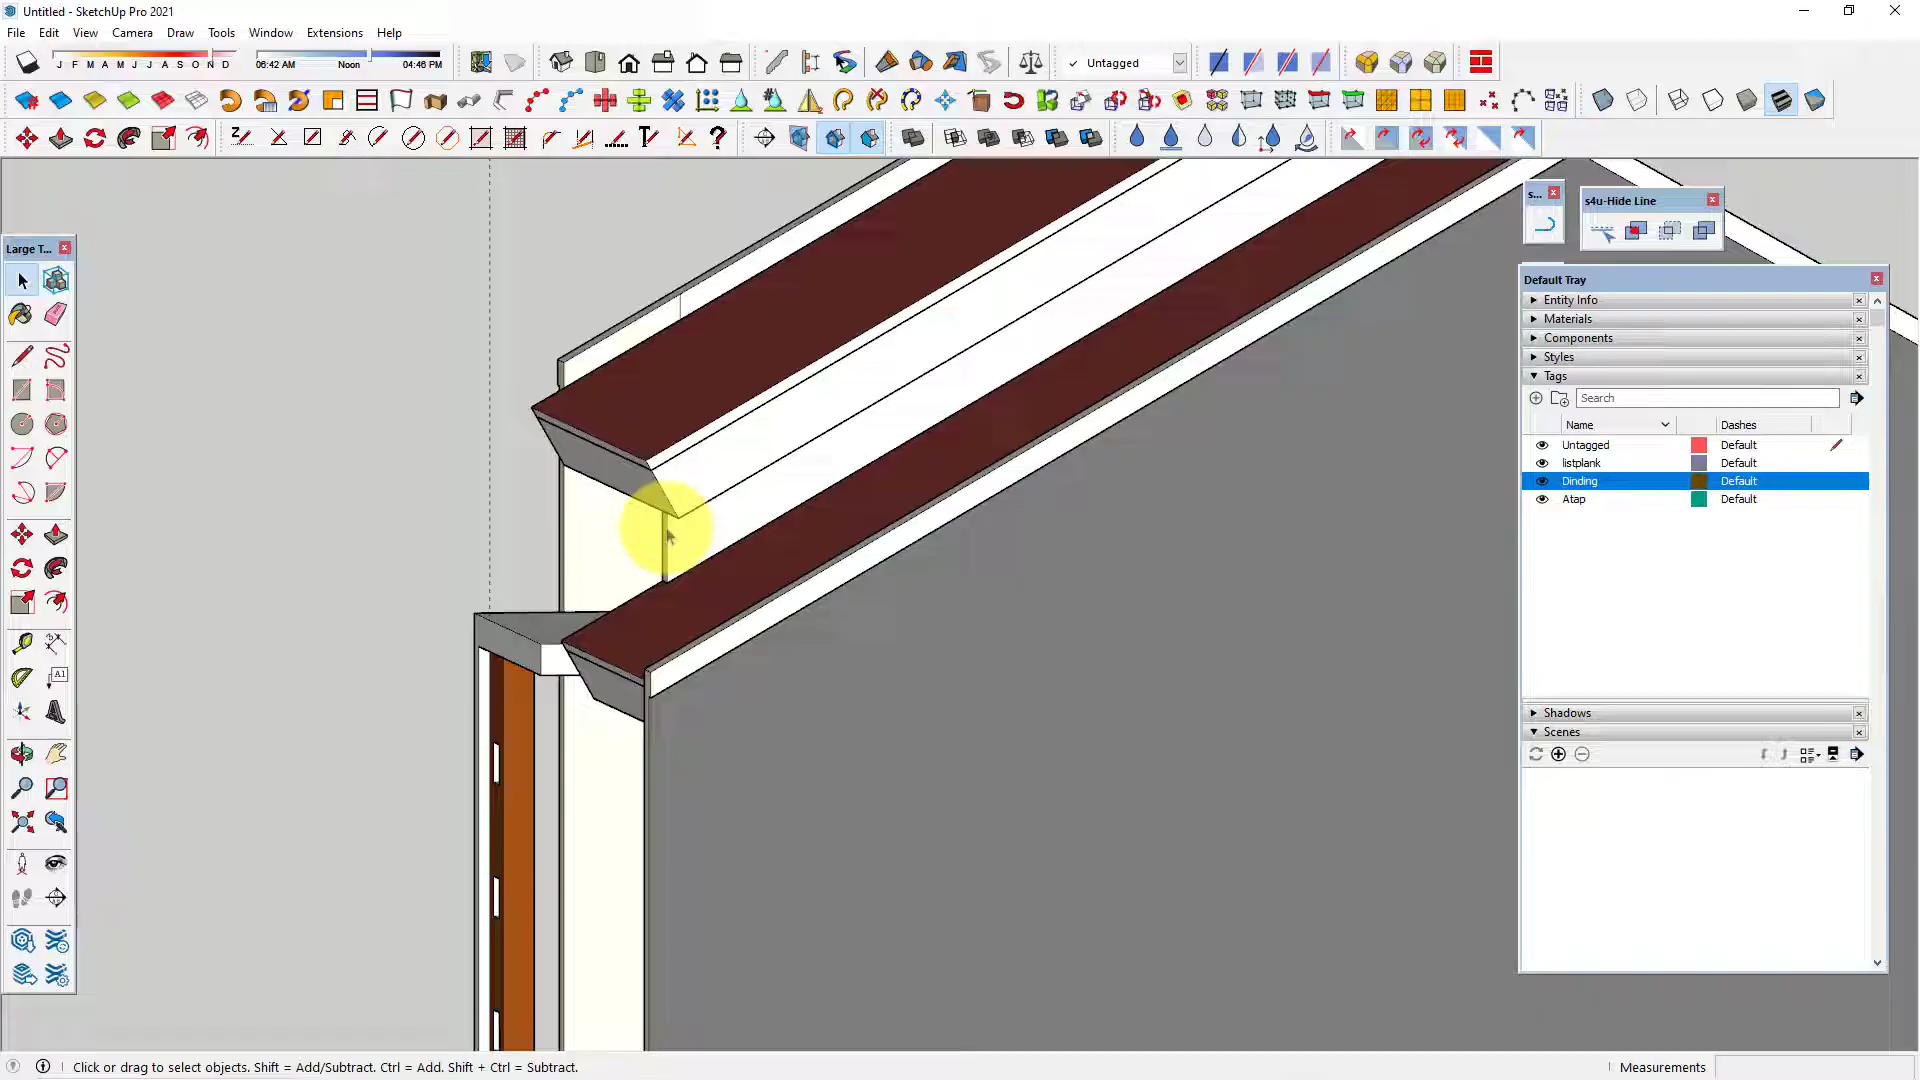 Untitled - SketchUp Pro 2021
File Edit View Camera Draw Tools Extensions Window Help
J F M A M J J A S O N D
06:42 AM Noon 04:46 PM
✓ Untagged
s...
s4u-Hide Line
Large T...
A1
Default Tray
Entity Info
Materials
Components
Styles
Tags
Search
Name Dashes
Untagged Default
listplank Default
Dinding Default
Atap Default
Shadows
Scenes
Click or drag to select objects. Shift = Add/Subtract. Ctrl = Add. Shift + Ctrl = Subtract.
Measurements